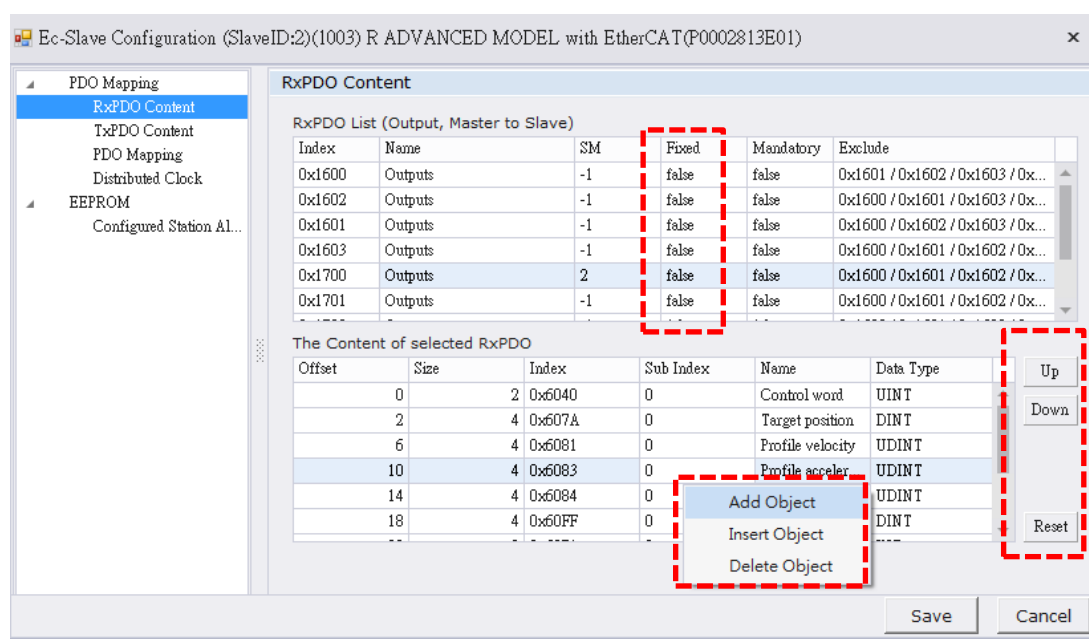 Ec-Slave Configuration (SlaveID:2)(1003) R ADVANCED MODEL with EtherCAT(P0002813E01)
PDO Mapping
RxPDO Content
TxPDO Content
PDO Mapping
Distributed Clock
EEPROM
Configured Station Al...
RxPDO Content
RxPDO List (Output, Master to Slave)
Index Name SM Fixed Mandatory Exclude
0x1600 Outputs -1 false false 0x1601 / 0x1602 / 0x1603 / 0x...
0x1602 Outputs -1 false false 0x1600 / 0x1601 / 0x1603 / 0x...
0x1601 Outputs -1 false false 0x1600 / 0x1602 / 0x1603 / 0x...
0x1603 Outputs -1 false false 0x1600 / 0x1601 / 0x1602 / 0x...
0x1700 Outputs 2 false false 0x1600 / 0x1601 / 0x1602 / 0x...
0x1701 Outputs -1 false false 0x1600 / 0x1601 / 0x1602 / 0x...
The Content of selected RxPDO
Offset Size Index Sub Index Name Data Type
0 2 0x6040 0 Control word UINT
2 4 0x607A 0 Target position DINT
6 4 0x6081 0 Profile velocity UDINT
10 4 0x6083 0 Profile acceler... UDINT
14 4 0x6084 0 UDINT
18 4 0x60FF 0 DINT
Add Object
Insert Object
Delete Object
Up
Down
Reset
Save Cancel